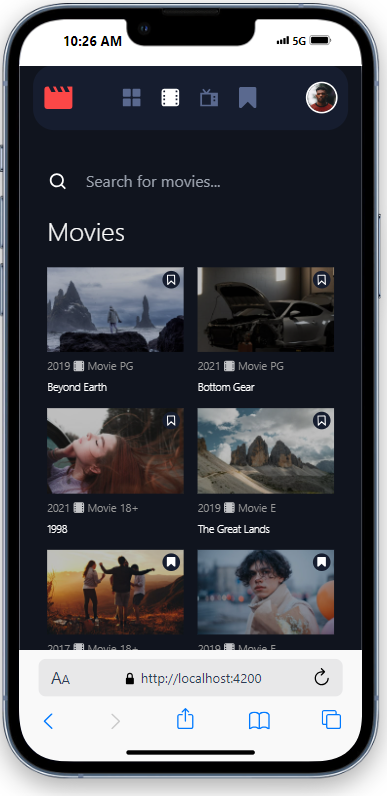 10:26 AM 5G
Search for movies...
Movies
2019 Movie PG
2021 Movie PG
Beyond Earth
Bottom Gear
2021 Movie 18+
2019 Movie E
1998
The Great Lands
2017 Movie 18+
2019 Movie E
AA http://localhost:4200